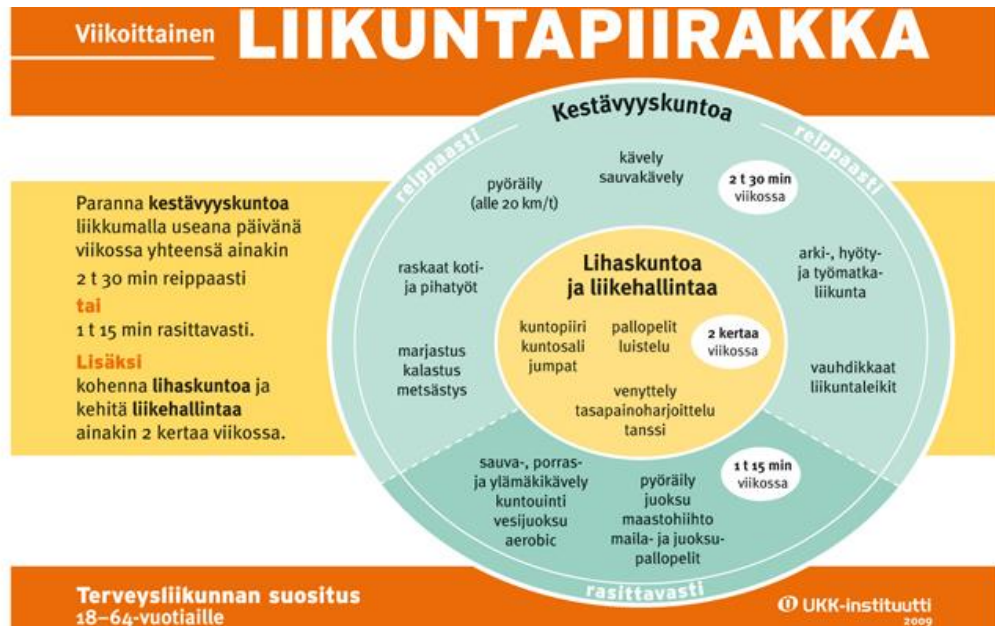 Viikoittainen LIIKUNTAPIIRAKKA
Paranna kestävyyskuntoa
liikkumalla useana päivänä
viikossa yhteensä ainakin
2 t 30 min reippaasti
tai
1 t 15 min rasittavasti.
Lisäksi
kohenna lihaskuntoa ja
kehitä liikehallintaa
ainakin 2 kertaa viikossa.
Kestävyyskuntoa
reippaasti
reippaasti
kävely
sauvakävely
2 t 30 min
viikossa
pyöräily
(alle 20 km/t)
raskaat koti-
ja pihatyöt
marjastus
kalastus
metsästys
arki-, hyöty-
ja työmatka-
liikunta
vauhdikkaat
liikuntaleikit
Lihaskuntoa
ja liikehallintaa
kuntopiiri
kuntosali
jumpat
pallopelit
luistelu
2 kertaa
viikossa
venyttely
tasapainoharjoittelu
tanssi
sauva-, porras-
ja ylämäkikävely
kuntouinti
vesijuoksu
aerobic
pyöräily
juoksu
maastohiihto
maila- ja juoksu-
pallopelit
1 t 15 min
viikossa
rasittavasti
Terveysliikunnan suositus
18–64-vuotiaille
UKK-instituutti
2009